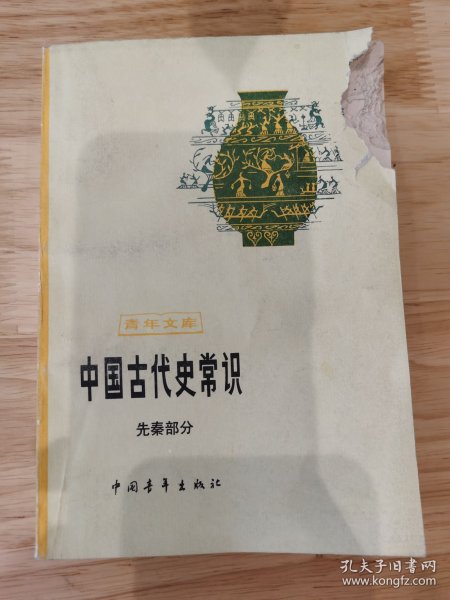 青年文库
中国古代史常识
先秦部分
中国青年出版社
孔夫子旧书网
www.kongfz.com